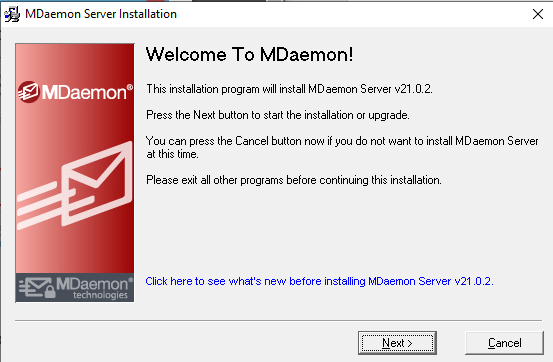 MDaemon Server Installation
MDaemon®
Welcome To MDaemon!
This installation program will install MDaemon Server v21.0.2.
Press the Next button to start the installation or upgrade.
You can press the Cancel button now if you do not want to install MDaemon Server
at this time.
Please exit all other programs before continuing this installation.
Click here to see what's new before installing MDaemon Server v21.0.2.
MDaemon
technologies
Next >
Cancel